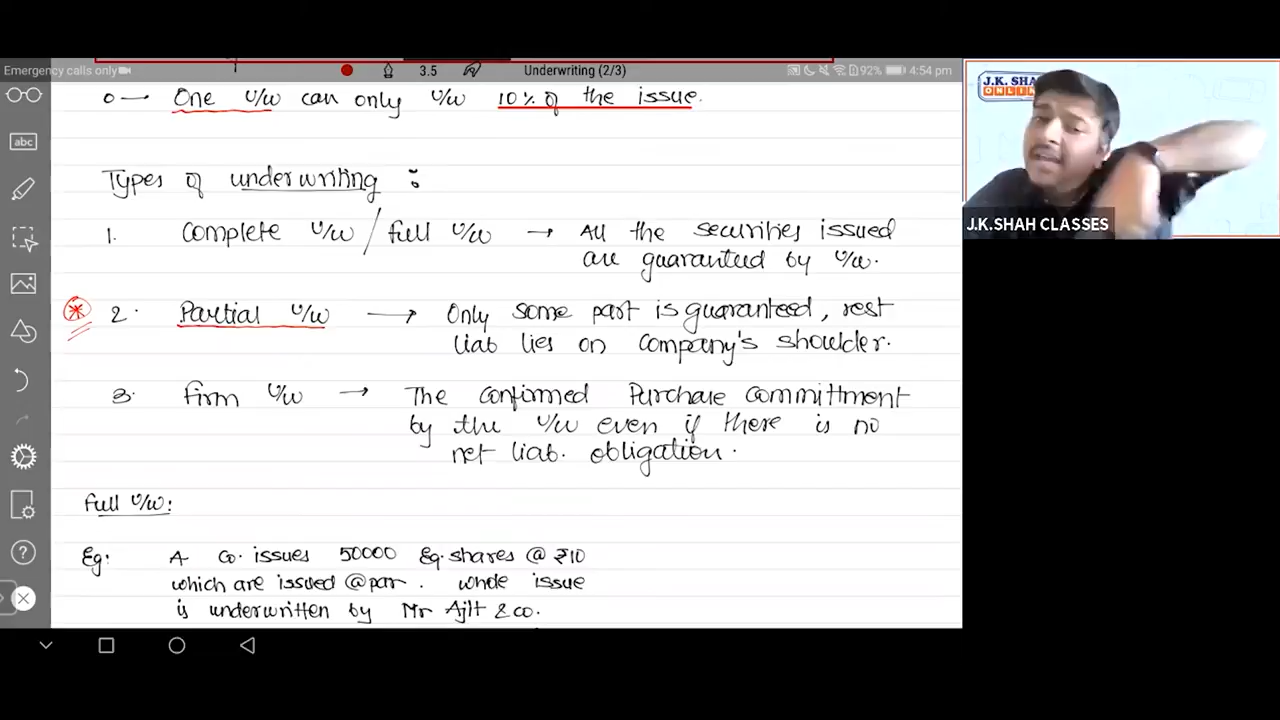 Emergency calls only
3.5
Underwriting (2/3)
92%
4:54 pm
One U/w can only U/w 10% of the issue.
abc
Types of underwriting :
1. Complete U/w / full U/w → All the securities issued
are guaranteed by U/w.
2. Partial U/w → Only some part is guaranteed, rest
liab lies on Company's shoulder.
3. Firm U/w → The confirmed Purchase committment
by the U/w even if there is no
net liab. obligation.
Full U/w:
Eg: A Co. issues 50000 Eq. shares @ ₹10
which are issued @par. whole issue
is underwritten by Mr Ajit & co.
J.K. SHA
ONLIN
J.K.SHAH CLASSES